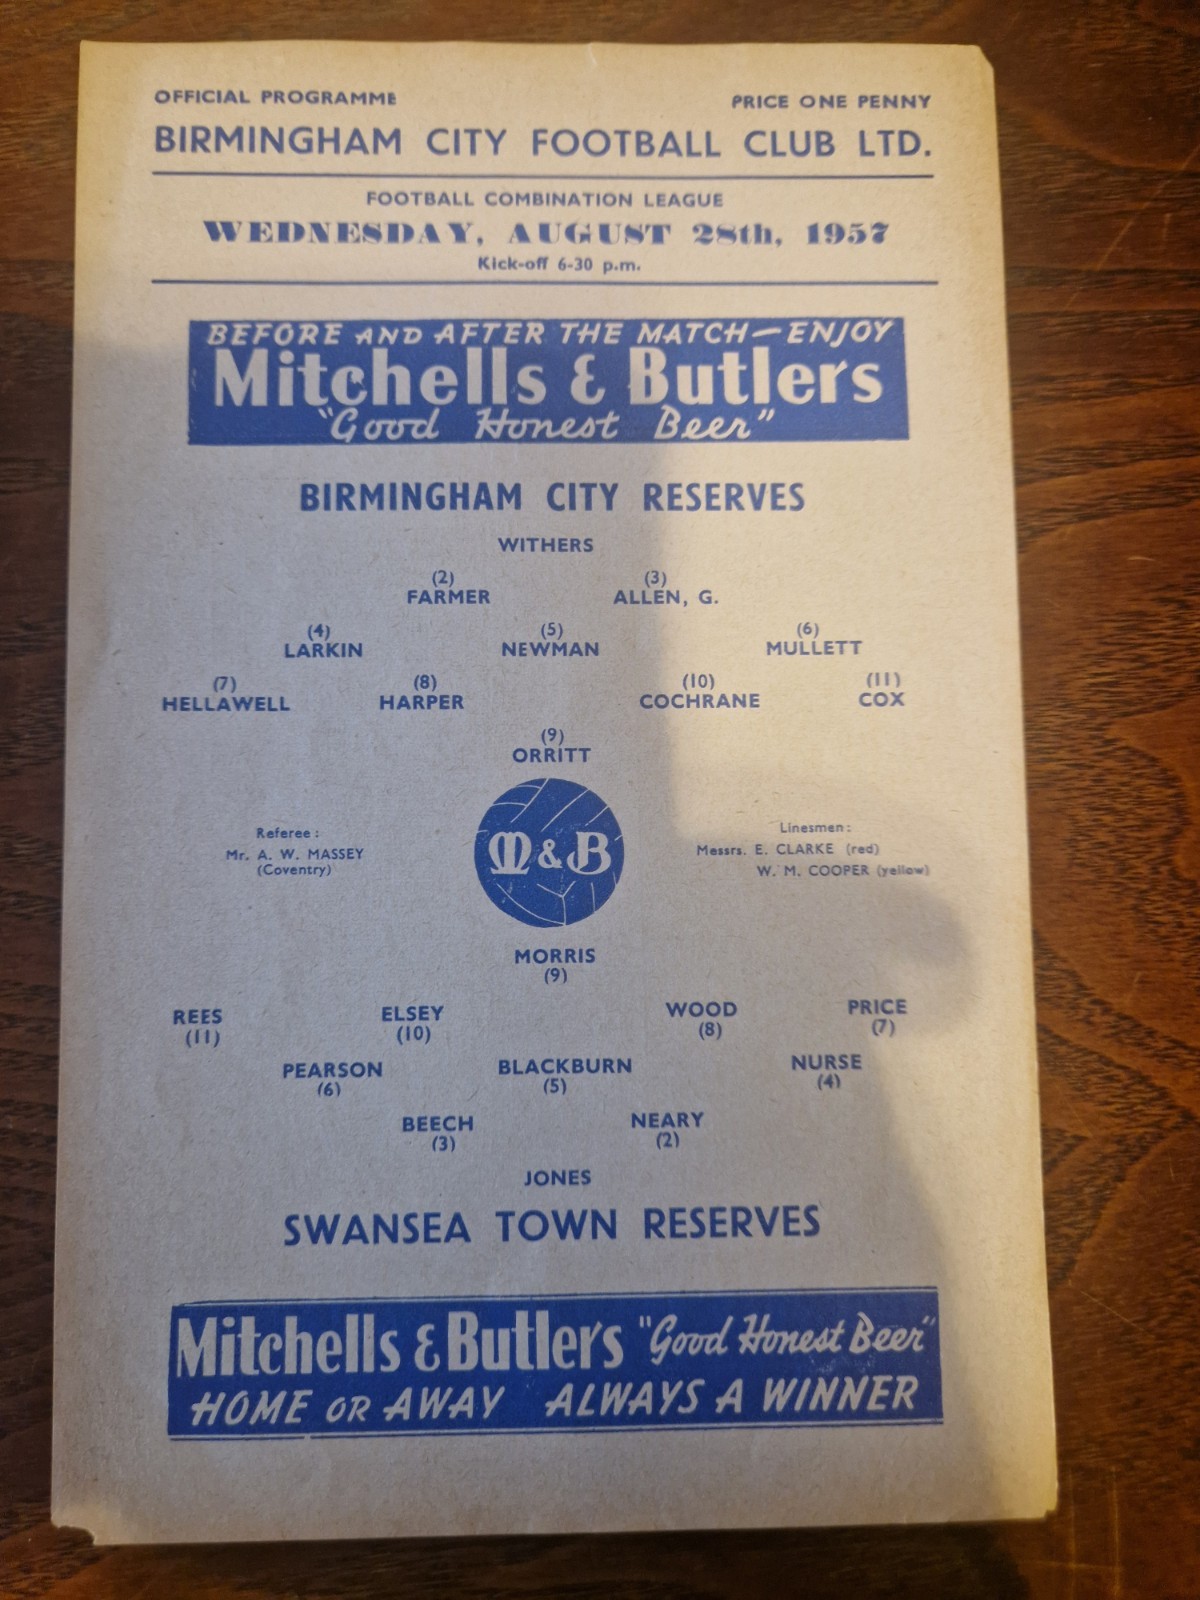 OFFICIAL PROGRAMME PRICE ONE PENNY
BIRMINGHAM CITY FOOTBALL CLUB LTD.
FOOTBALL COMBINATION LEAGUE
WEDNESDAY, AUGUST 28th, 1957
Kick-off 6-30 p.m.
BEFORE AND AFTER THE MATCH — ENJOY
Mitchells & Butlers
"Good Honest Beer"
BIRMINGHAM CITY RESERVES
WITHERS
(2) (3)
FARMER ALLEN, G.
(4) (5) (6)
LARKIN NEWMAN MULLETT
(7) (8) (10) (11)
HELLAWELL HARPER COCHRANE COX
(9)
ORRITT
Referee : Linesmen :
Mr. A. W. MASSEY M & B Messrs. E. CLARKE (red)
(Coventry) W. M. COOPER (yellow)
MORRIS
(9)
REES ELSEY WOOD PRICE
(11) (10) (8) (7)
PEARSON BLACKBURN NURSE
(6) (5) (4)
BEECH NEARY
(3) (2)
JONES
SWANSEA TOWN RESERVES
Mitchells & Butlers "Good Honest Beer"
HOME OR AWAY ALWAYS A WINNER